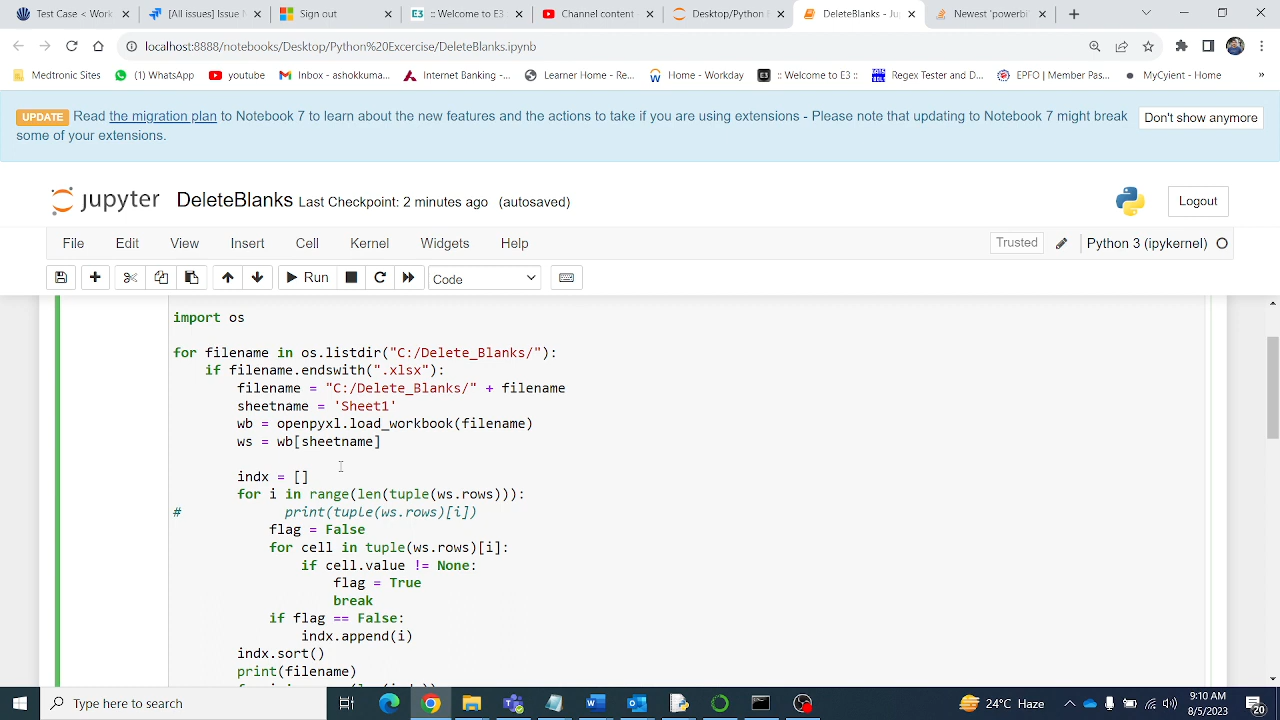 Test Case < Work
[All issues] Issue N
Sign out
:: Welcome to E3 :
Channel content
Desktop/Python E
DeleteBlanks - Ju
Newest powerbi
localhost:8888/notebooks/Desktop/Python%20Excercise/DeleteBlanks.ipynb
Medtronic Sites
(1) WhatsApp
youtube
Inbox - ashokkuma...
Internet Banking -...
Learner Home - Re...
Home - Workday
:: Welcome to E3 ::
Regex Tester and D...
EPFO | Member Pas...
MyCyient - Home
»
UPDATE Read the migration plan to Notebook 7 to learn about the new features and the actions to take if you are using extensions - Please note that updating to Notebook 7 might break
some of your extensions.
Don't show anymore
jupyter DeleteBlanks Last Checkpoint: 2 minutes ago (autosaved)
Logout
File Edit View Insert Cell Kernel Widgets Help
Trusted Python 3 (ipykernel)
Run Code
import os
for filename in os.listdir("C:/Delete_Blanks/"):
if filename.endswith(".xlsx"):
filename = "C:/Delete_Blanks/" + filename
sheetname = 'Sheet1'
wb = openpyxl.load_workbook(filename)
ws = wb[sheetname]
indx = []
for i in range(len(tuple(ws.rows))):
# print(tuple(ws.rows)[i])
flag = False
for cell in tuple(ws.rows)[i]:
if cell.value != None:
flag = True
break
if flag == False:
indx.append(i)
indx.sort()
print(filename)
Type here to search
24°C Haze
9:10 AM
8/5/2023
20